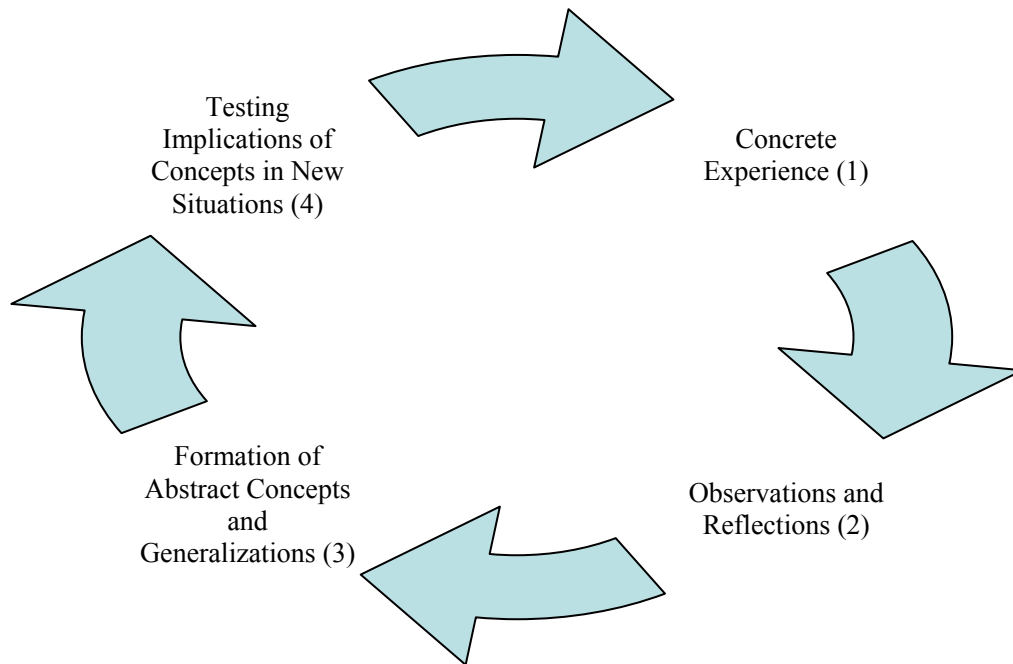 Testing
Implications of
Concepts in New
Situations (4)
Concrete
Experience (1)
Formation of
Abstract Concepts
and
Generalizations (3)
Observations and
Reflections (2)